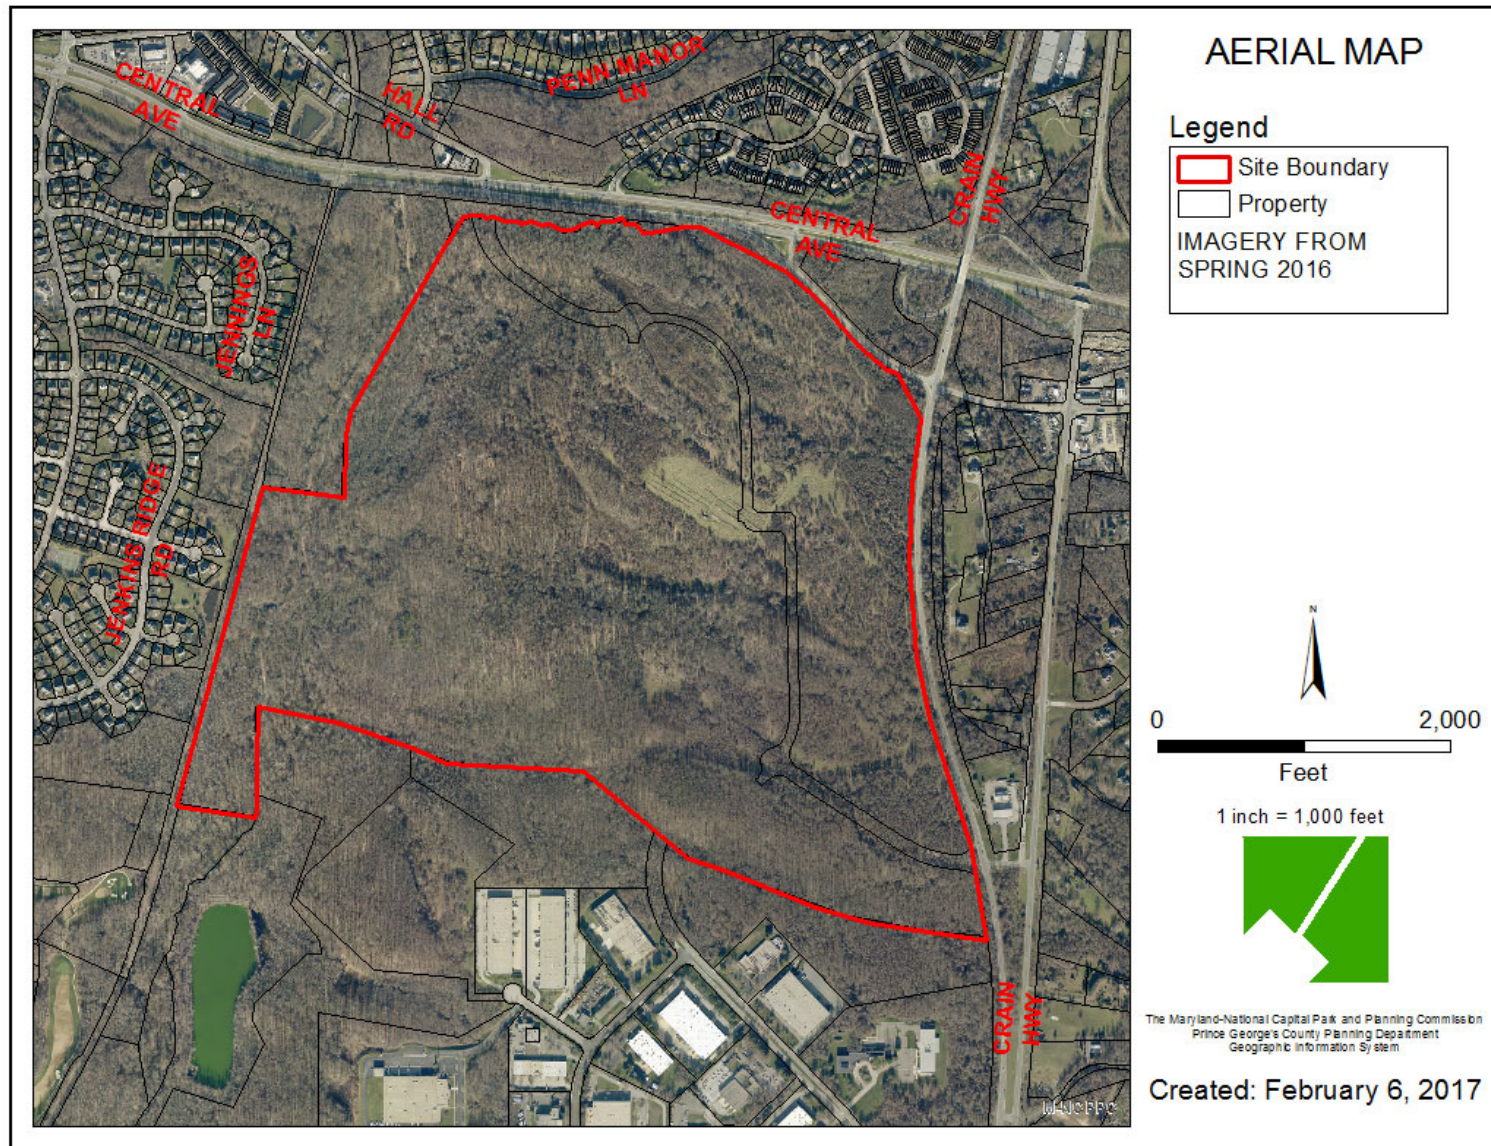 AERIAL MAP
Legend
Site Boundary
Property
IMAGERY FROM
SPRING 2016
CENTRAL
AVE
HALL
RD
PENN MANOR
LN
CRAIN
HWY
CENTRAL
AVE
JENNINGS
LN
JENKINS RIDGE
RD
CRAIN
HWY
N
0 2,000
Feet
1 inch = 1,000 feet
The Maryland-National Capital Park and Planning Commission
Prince George's County Planning Department
Geographic Information System
Created: February 6, 2017
M-NCPPC